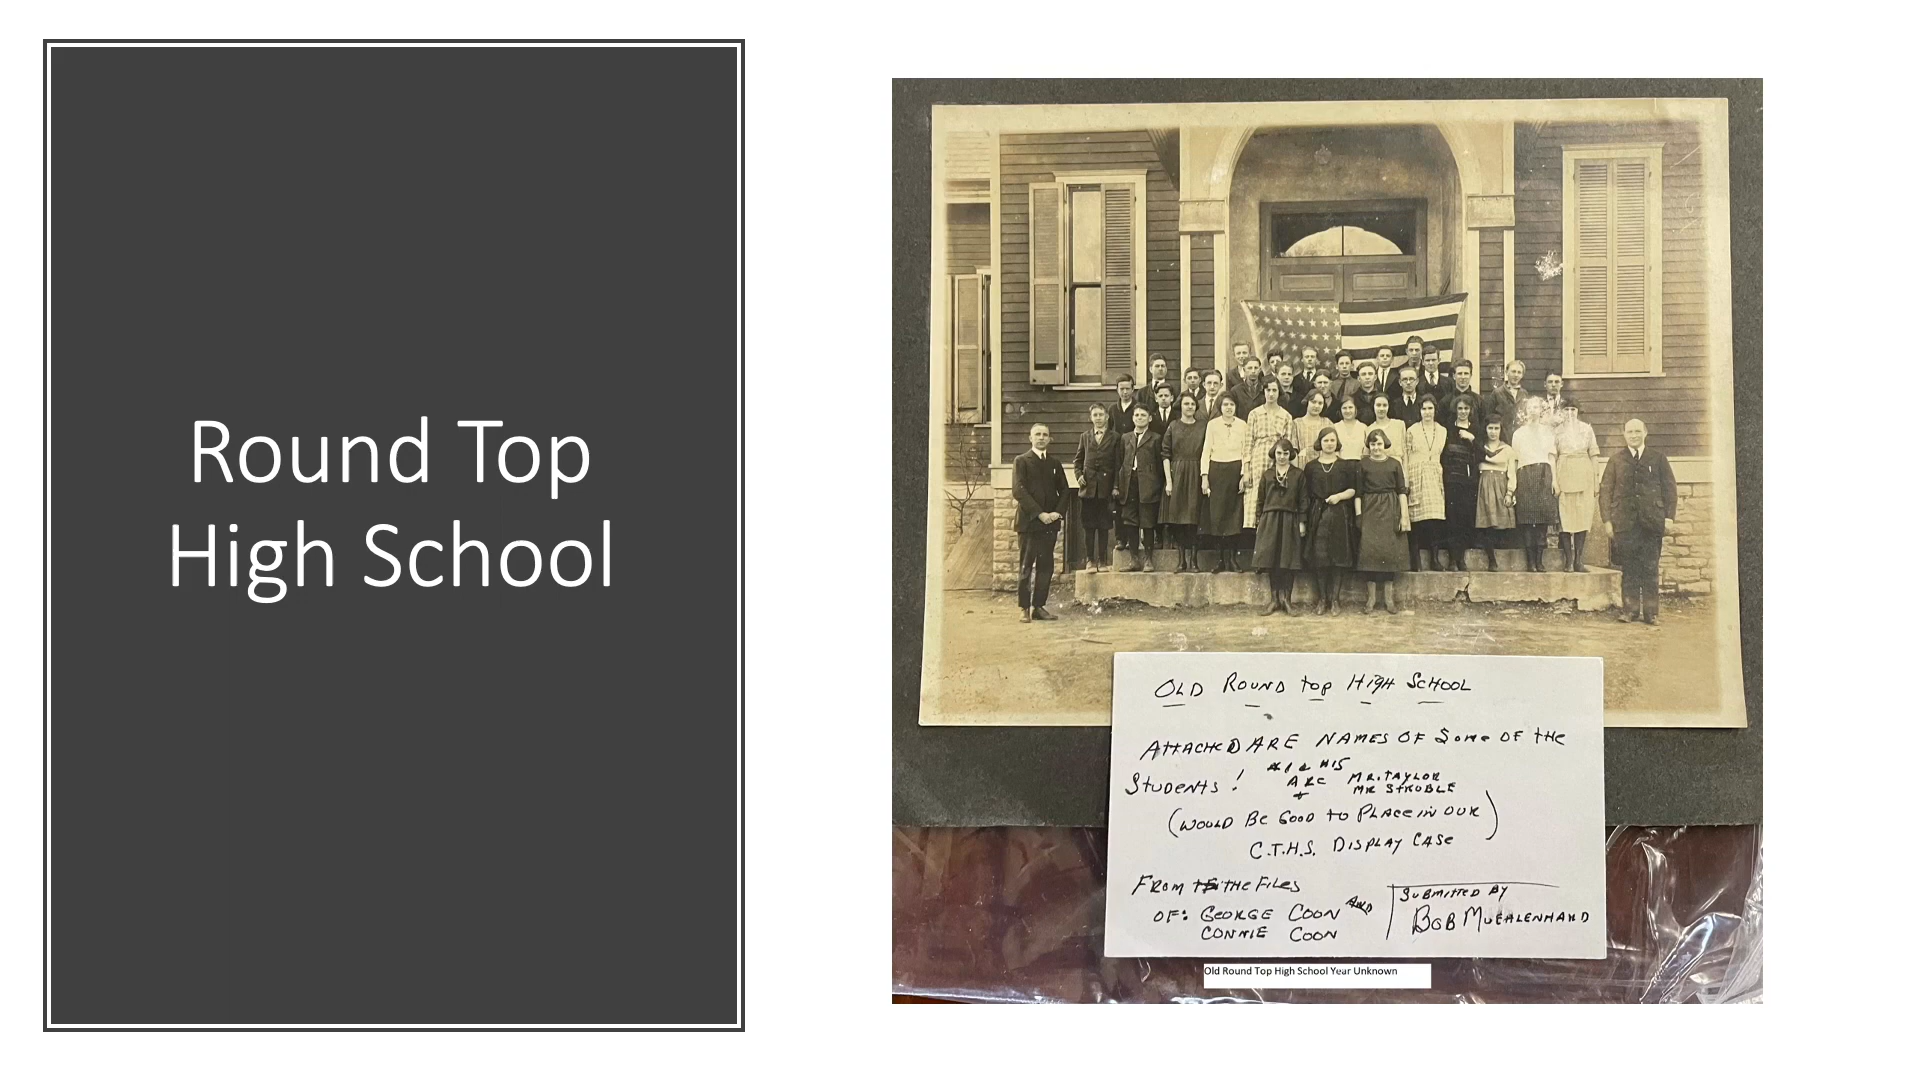 Round Top
High School
OLD ROUND TOP HIGH SCHOOL
ATTACHED ARE NAMES OF SOME OF THE
STUDENTS! #1 & #15
ARE MR. TAYLOR
MR STRUBLE
(WOULD BE GOOD TO PLACE IN OUR)
C.T.H.S. DISPLAY CASE
FROM THE FILES
OF: GEORGE COON AND
CONNIE COON
SUBMITTED BY
BOB MUEHLENHARD
Old Round Top High School Year Unknown